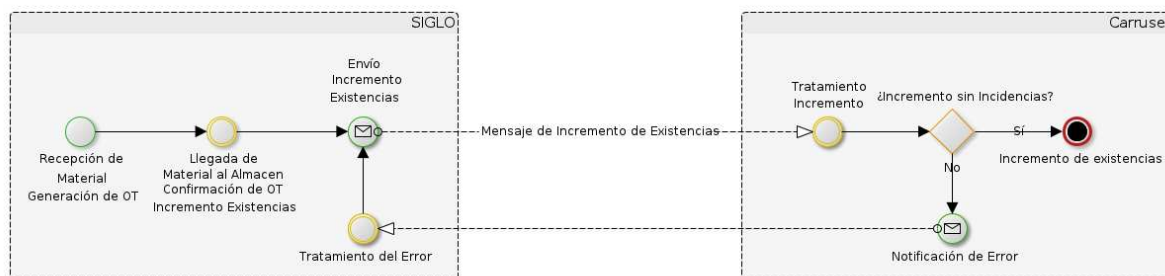 SIGLO
Carruse
Envío
Incremento
Existencias
Recepción de
Material
Generación de OT
Llegada de
Material al Almacen
Confirmación de OT
Incremento Existencias
Tratamiento del Error
Mensaje de Incremento de Existencias
Tratamiento
Incremento
¿Incremento sin Incidencias?
Sí
No
Incremento de existencias
Notificación de Error